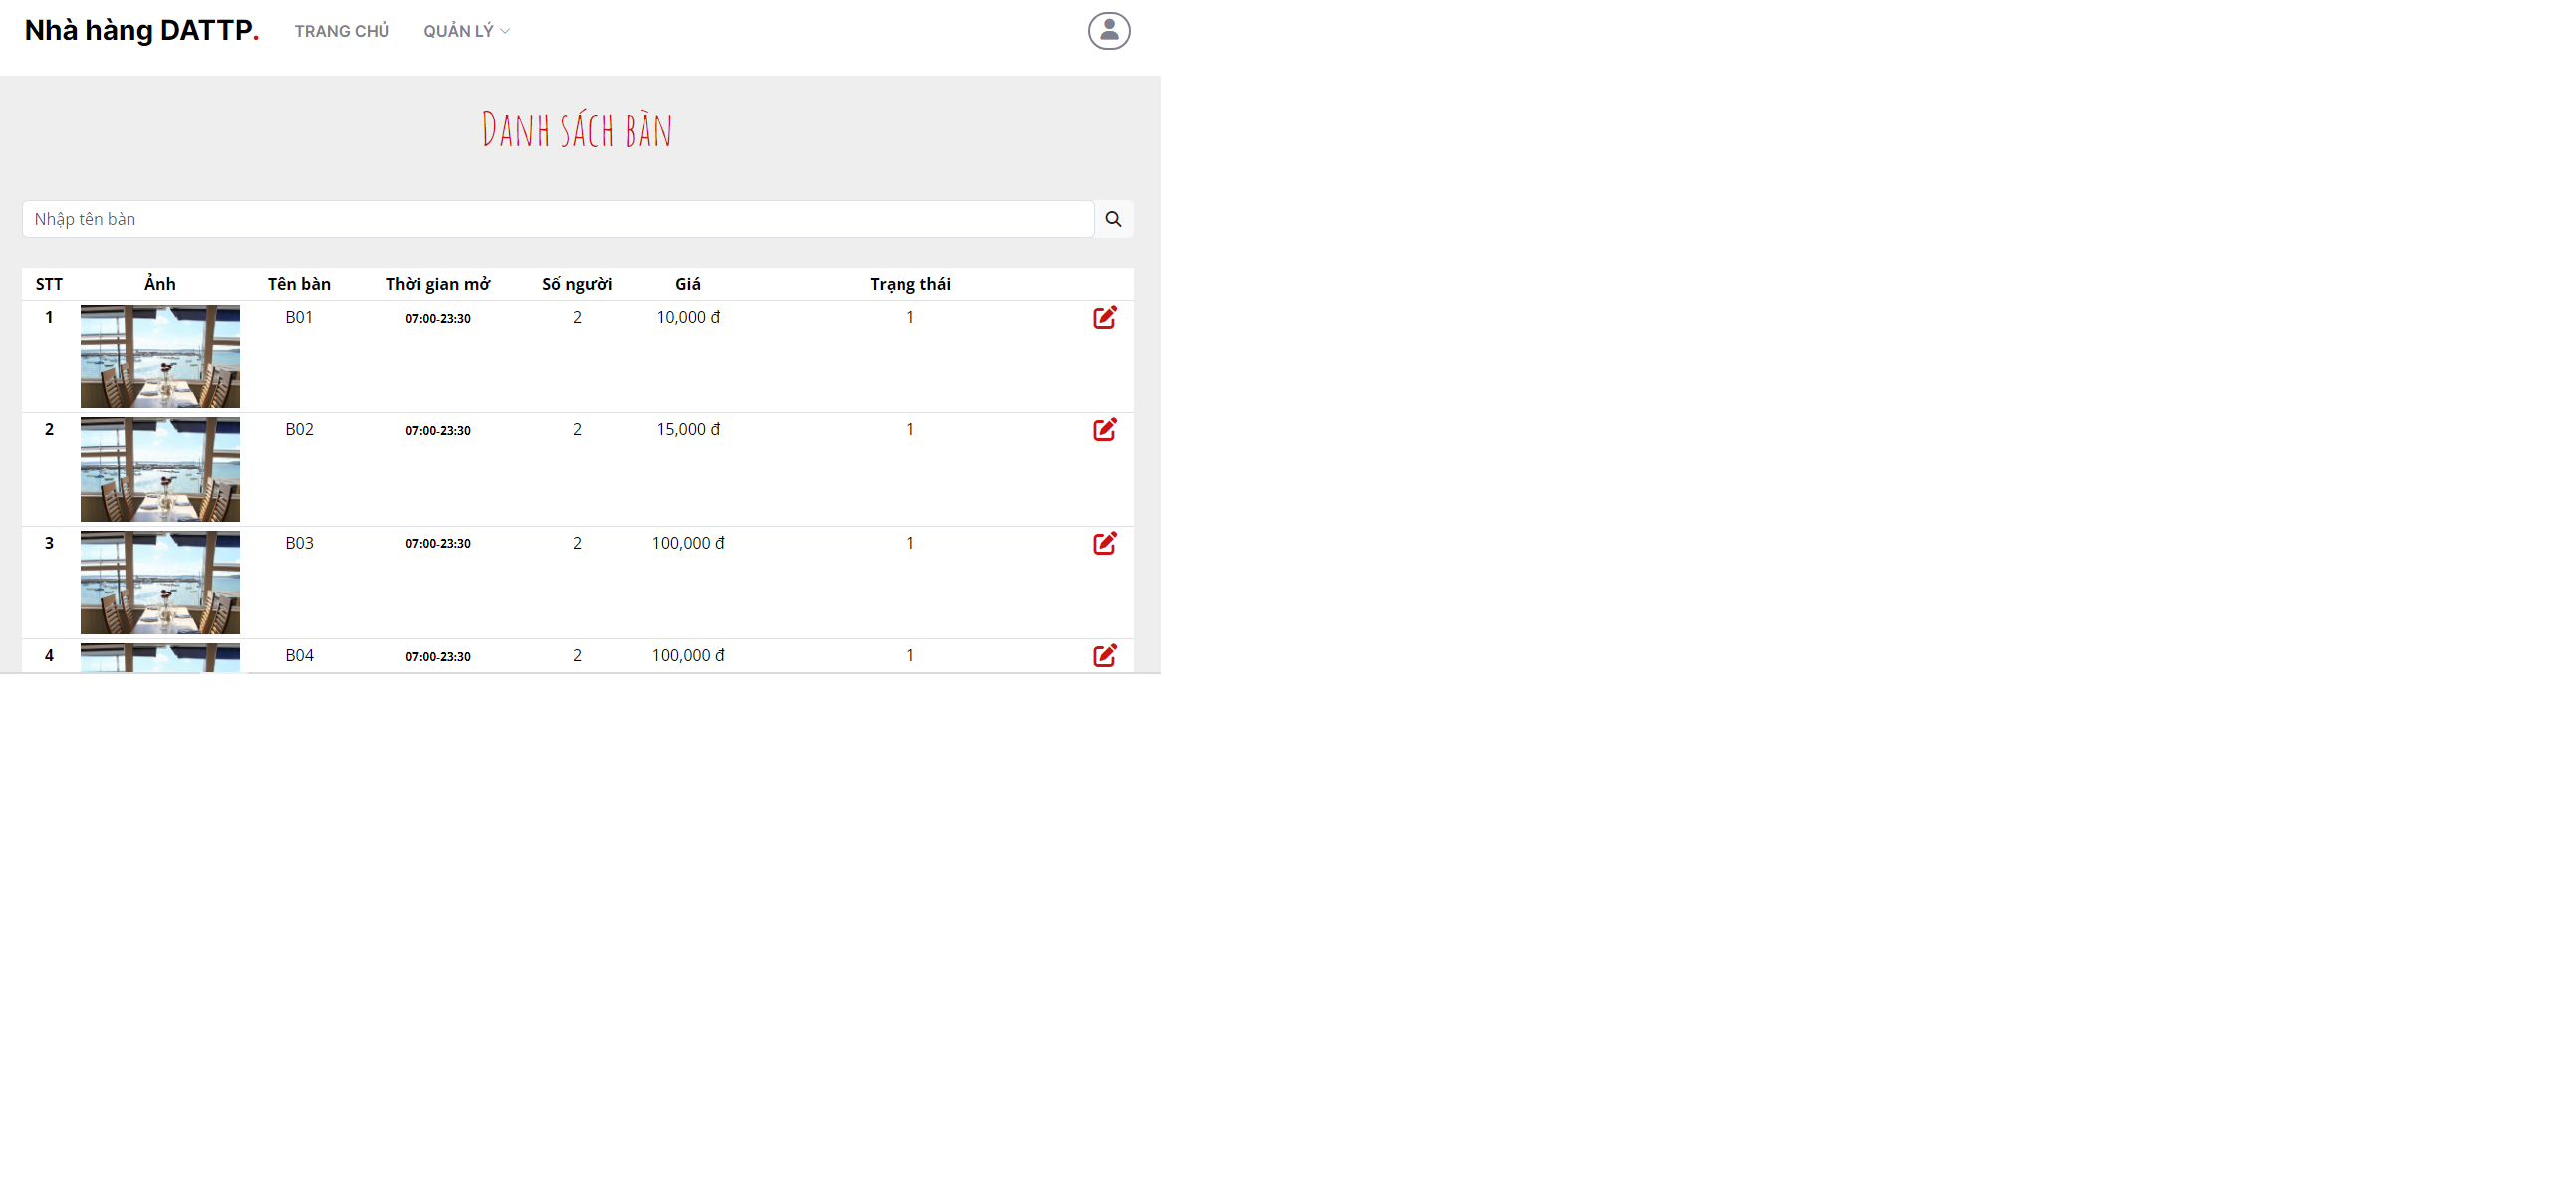 Nhà hàng DATTP. TRANG CHỦ QUẢN LÝ
Danh sách bàn
Nhập tên bàn
STT Ảnh Tên bàn Thời gian mở Số người Giá Trạng thái
1 B01 07:00-23:30 2 10,000 đ 1
2 B02 07:00-23:30 2 15,000 đ 1
3 B03 07:00-23:30 2 100,000 đ 1
4 B04 07:00-23:30 2 100,000 đ 1